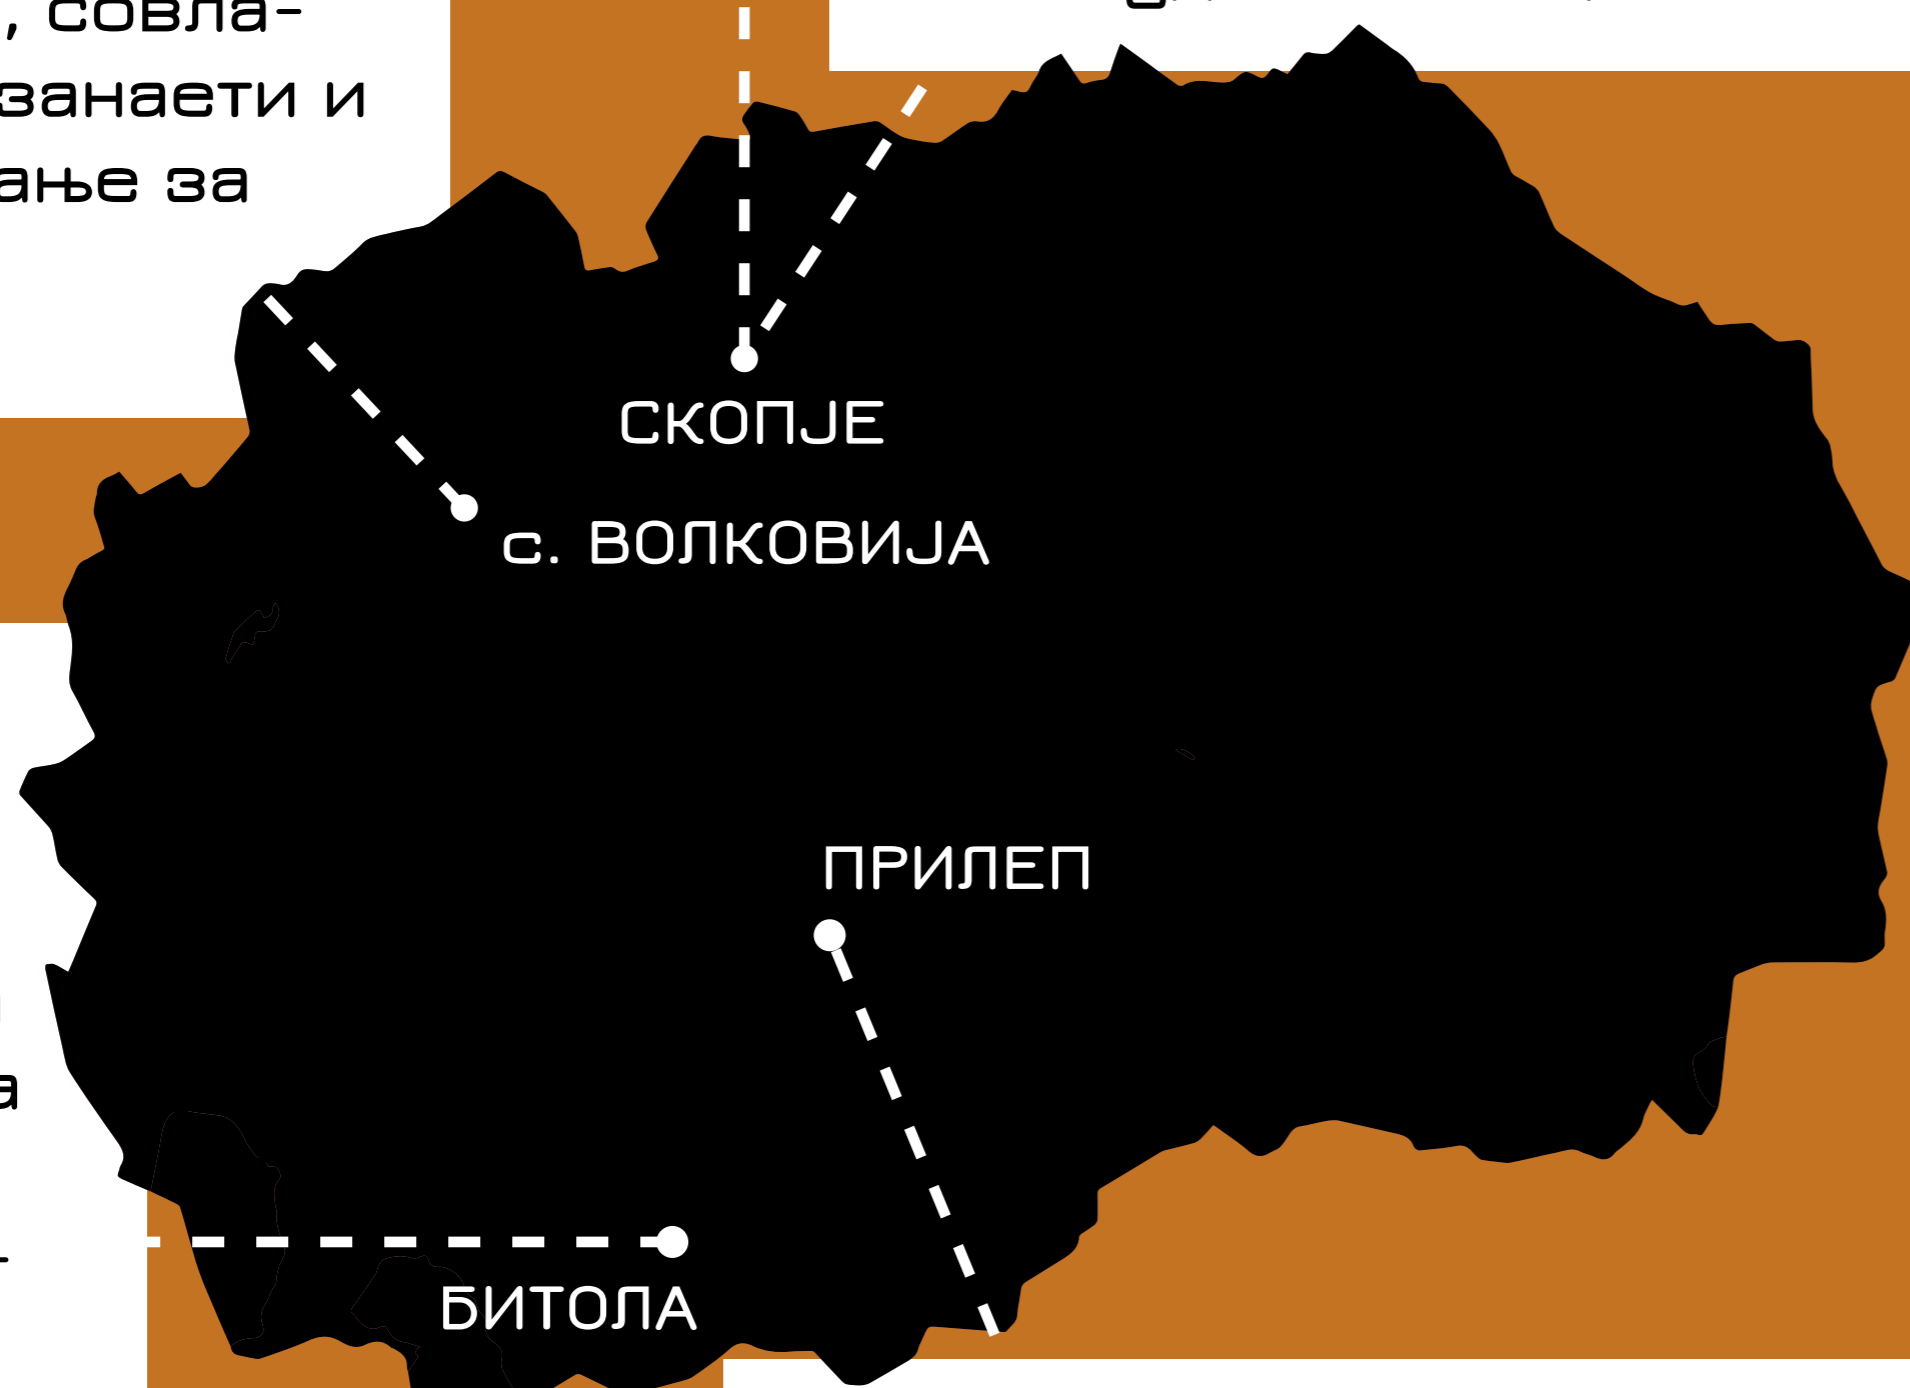 , совла-
занаети и
ање за
СКОПЈЕ
с. ВОЛКОВИЈА
ПРИЛЕП
а
-
БИТОЛА